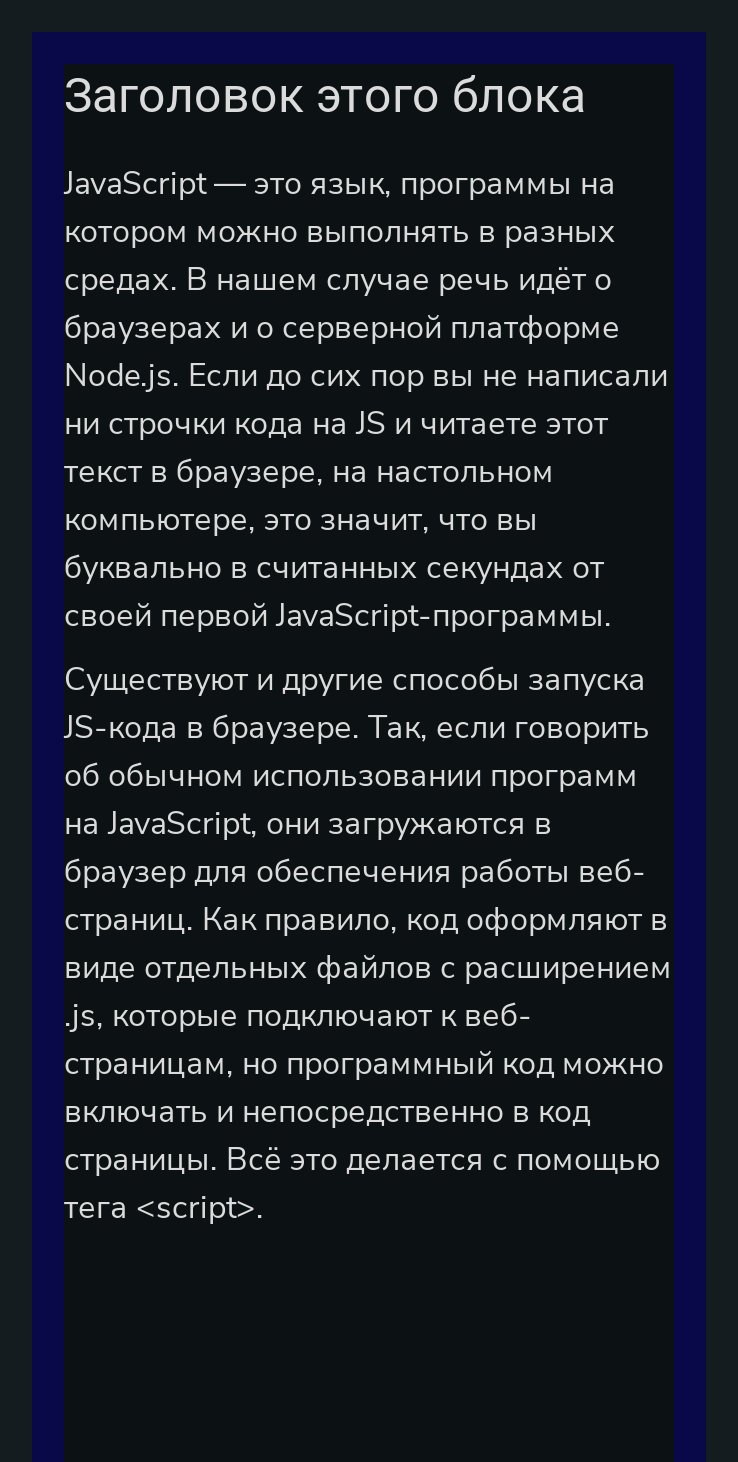 Заголовок этого блока
JavaScript — это язык, программы на
котором можно выполнять в разных
средах. В нашем случае речь идёт о
браузерах и о серверной платформе
Node.js. Если до сих пор вы не написали
ни строчки кода на JS и читаете этот
текст в браузере, на настольном
компьютере, это значит, что вы
буквально в считанных секундах от
своей первой JavaScript-программы.
Существуют и другие способы запуска
JS-кода в браузере. Так, если говорить
об обычном использовании программ
на JavaScript, они загружаются в
браузер для обеспечения работы веб-
страниц. Как правило, код оформляют в
виде отдельных файлов с расширением
.js, которые подключают к веб-
страницам, но программный код можно
включать и непосредственно в код
страницы. Всё это делается с помощью
тега <script>.